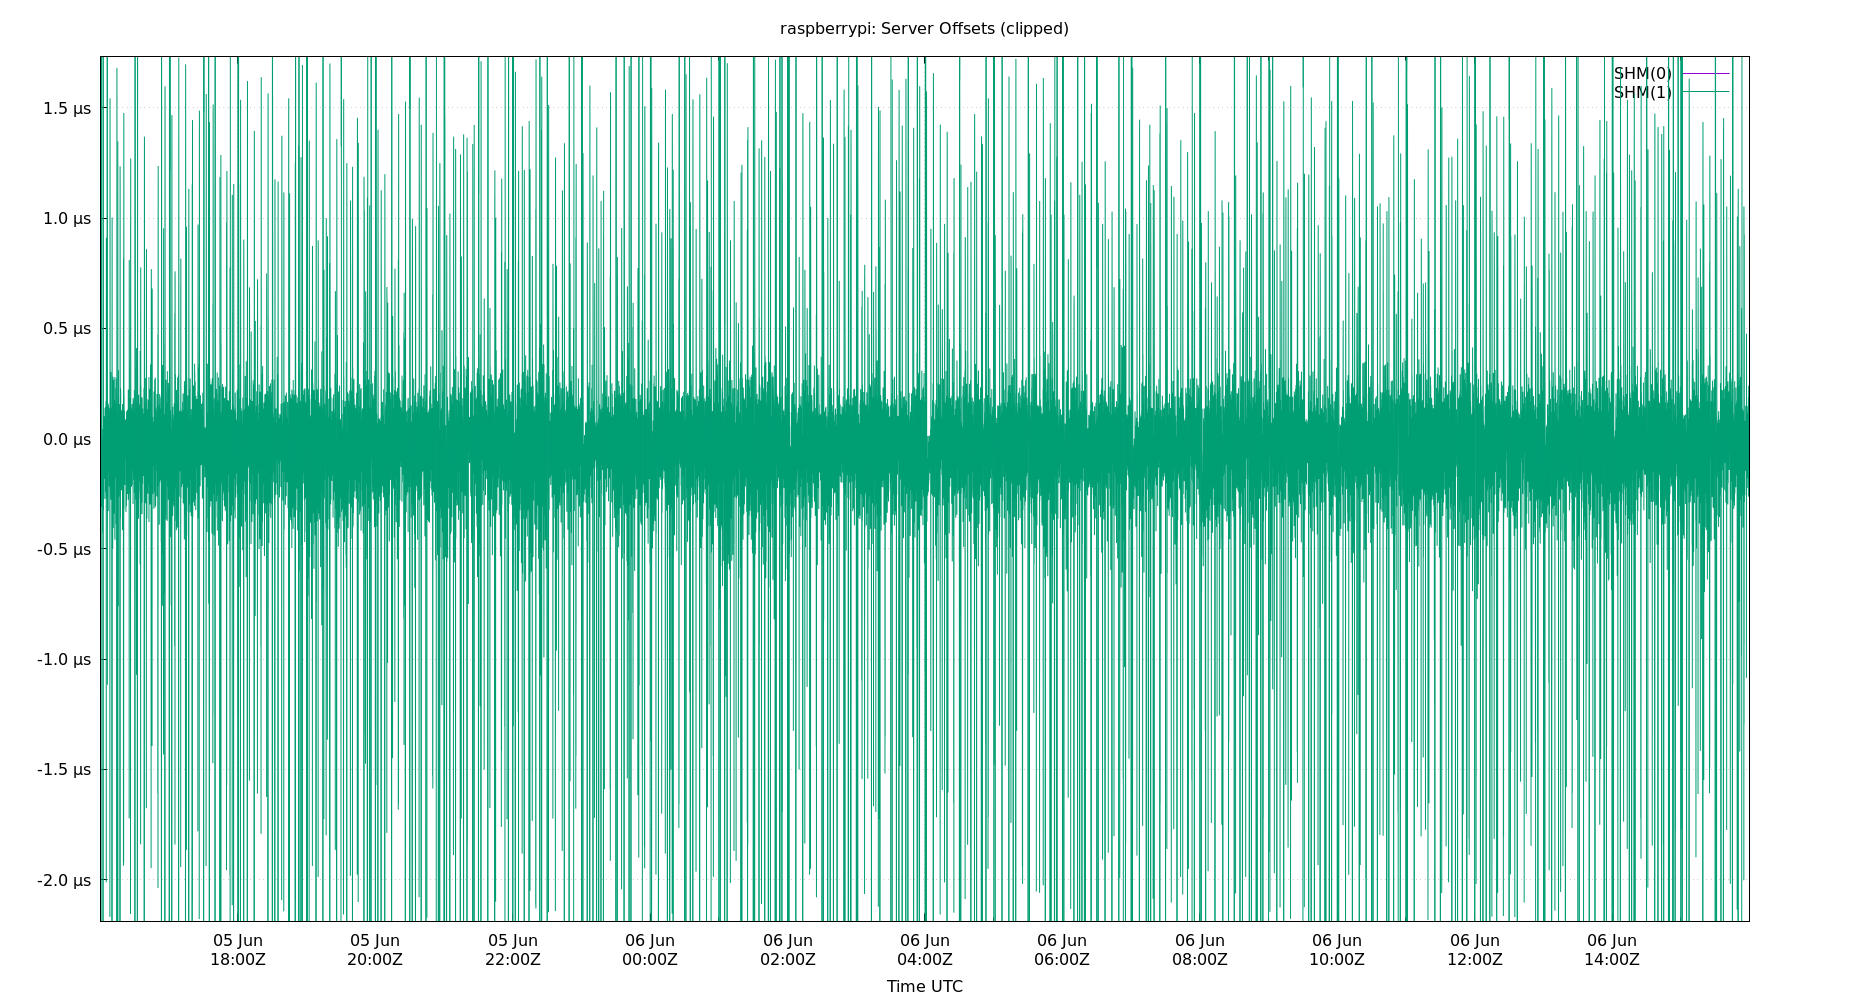 raspberrypi: Server Offsets (clipped)
SHM(0)
SHM(1)
1.5 µs
1.0 µs
0.5 µs
0.0 µs
-0.5 µs
-1.0 µs
-1.5 µs
-2.0 µs
05 Jun 05 Jun 05 Jun 06 Jun 06 Jun 06 Jun 06 Jun 06 Jun 06 Jun 06 Jun 06 Jun
18:00Z 20:00Z 22:00Z 00:00Z 02:00Z 04:00Z 06:00Z 08:00Z 10:00Z 12:00Z 14:00Z
Time UTC